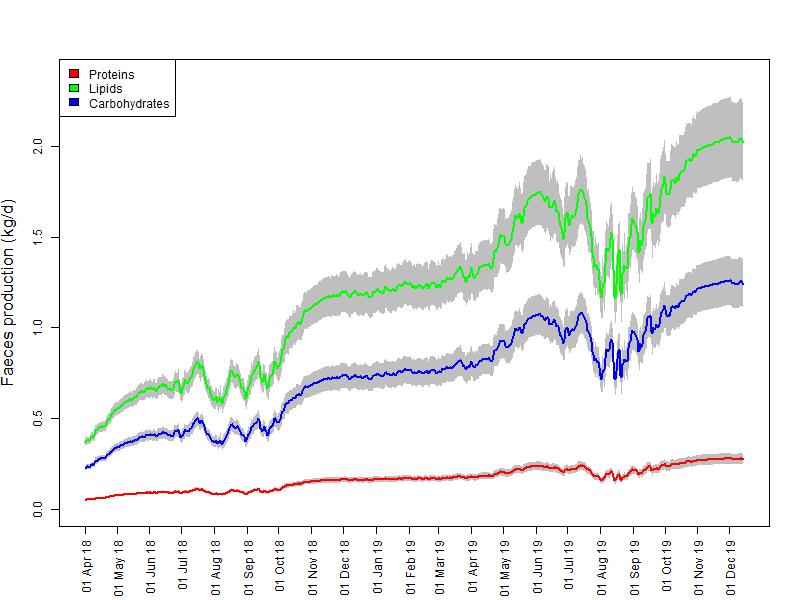 Proteins
Lipids
Carbohydrates
Faeces production (kg/d)
2.0
1.5
1.0
0.5
0.0
01 Apr 18
01 May 18
01 Jun 18
01 Jul 18
01 Aug 18
01 Sep 18
01 Oct 18
01 Nov 18
01 Dec 18
01 Jan 19
01 Feb 19
01 Mar 19
01 Apr 19
01 May 19
01 Jun 19
01 Jul 19
01 Aug 19
01 Sep 19
01 Oct 19
01 Nov 19
01 Dec 19